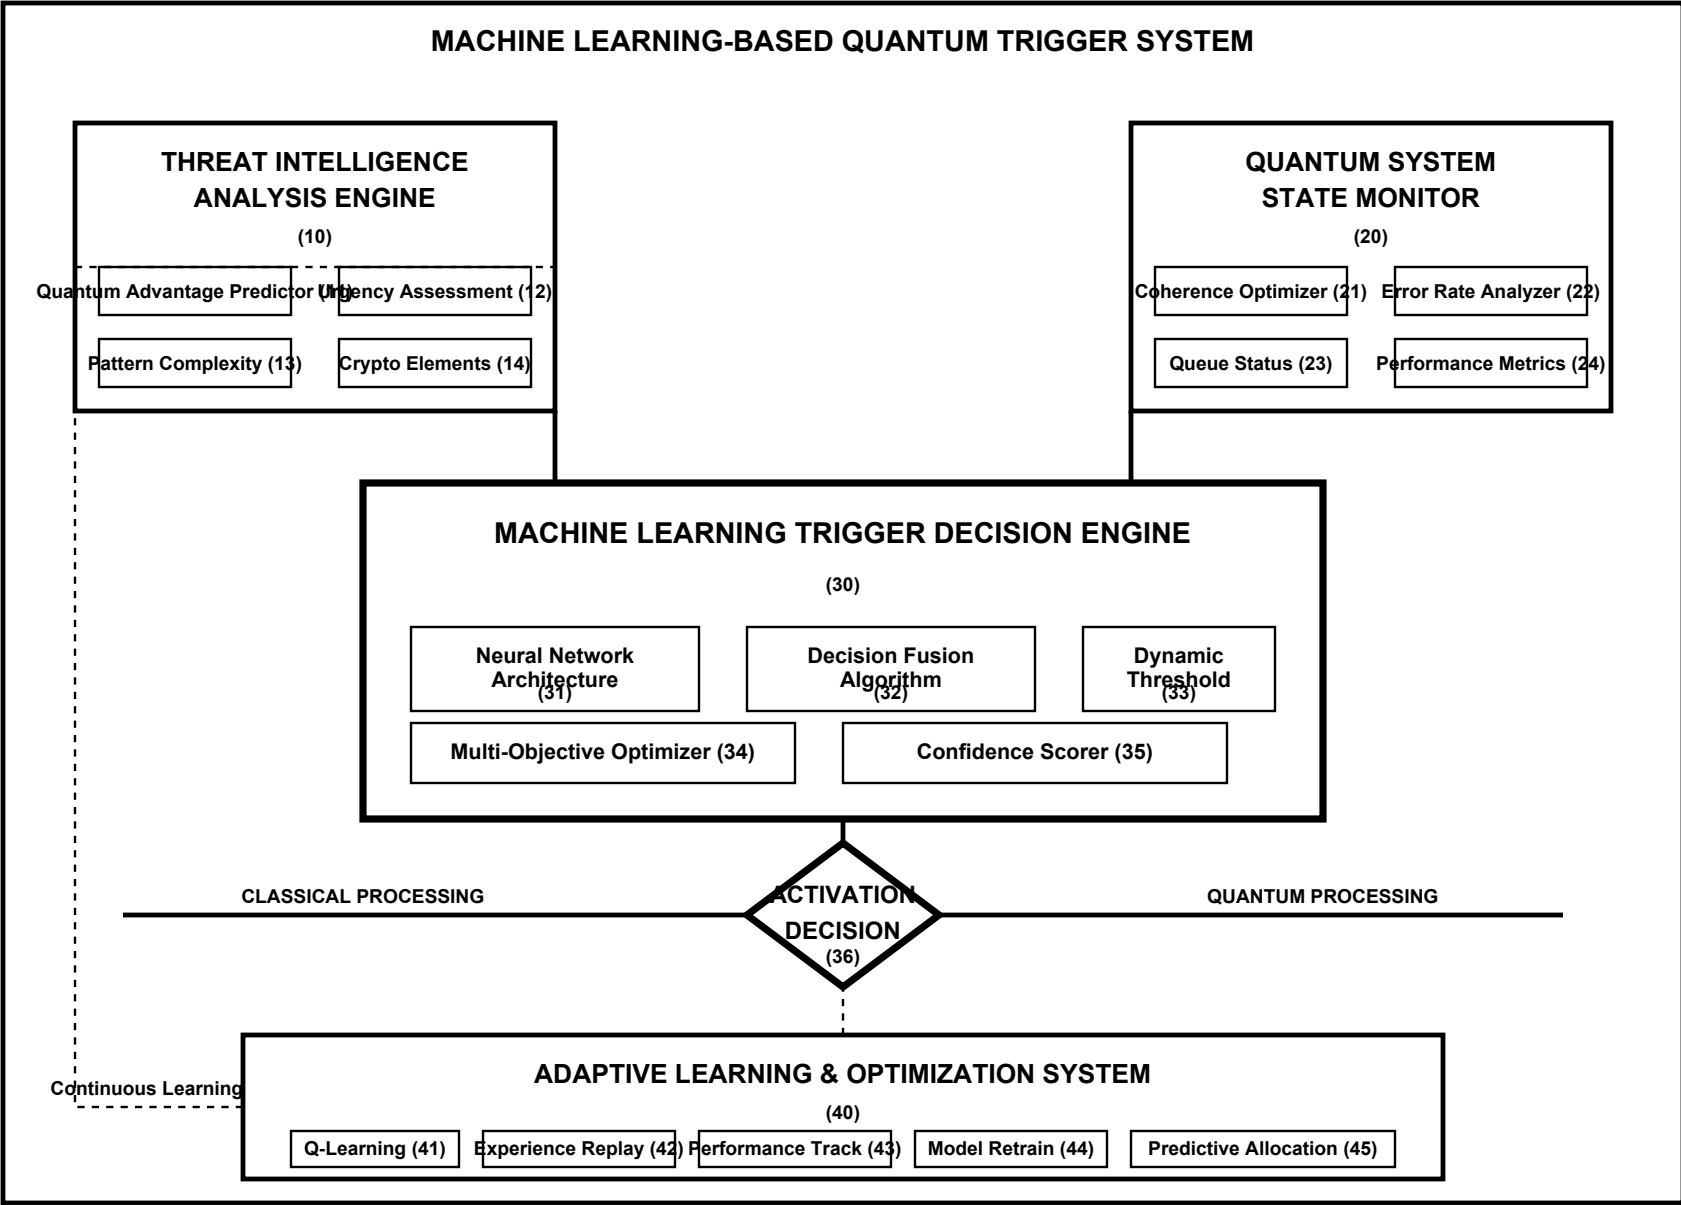 MACHINE LEARNING-BASED QUANTUM TRIGGER SYSTEM
THREAT INTELLIGENCE
ANALYSIS ENGINE
(10)
Quantum Advantage Predictor (11)
Urgency Assessment (12)
Pattern Complexity (13)
Crypto Elements (14)
QUANTUM SYSTEM
STATE MONITOR
(20)
Coherence Optimizer (21)
Error Rate Analyzer (22)
Queue Status (23)
Performance Metrics (24)
MACHINE LEARNING TRIGGER DECISION ENGINE
(30)
Neural Network
Architecture
(31)
Decision Fusion
Algorithm
(32)
Dynamic
Threshold
(33)
Multi-Objective Optimizer (34)
Confidence Scorer (35)
CLASSICAL PROCESSING
ACTIVATION
DECISION
(36)
QUANTUM PROCESSING
Continuous Learning
ADAPTIVE LEARNING & OPTIMIZATION SYSTEM
(40)
Q-Learning (41)
Experience Replay (42)
Performance Track (43)
Model Retrain (44)
Predictive Allocation (45)